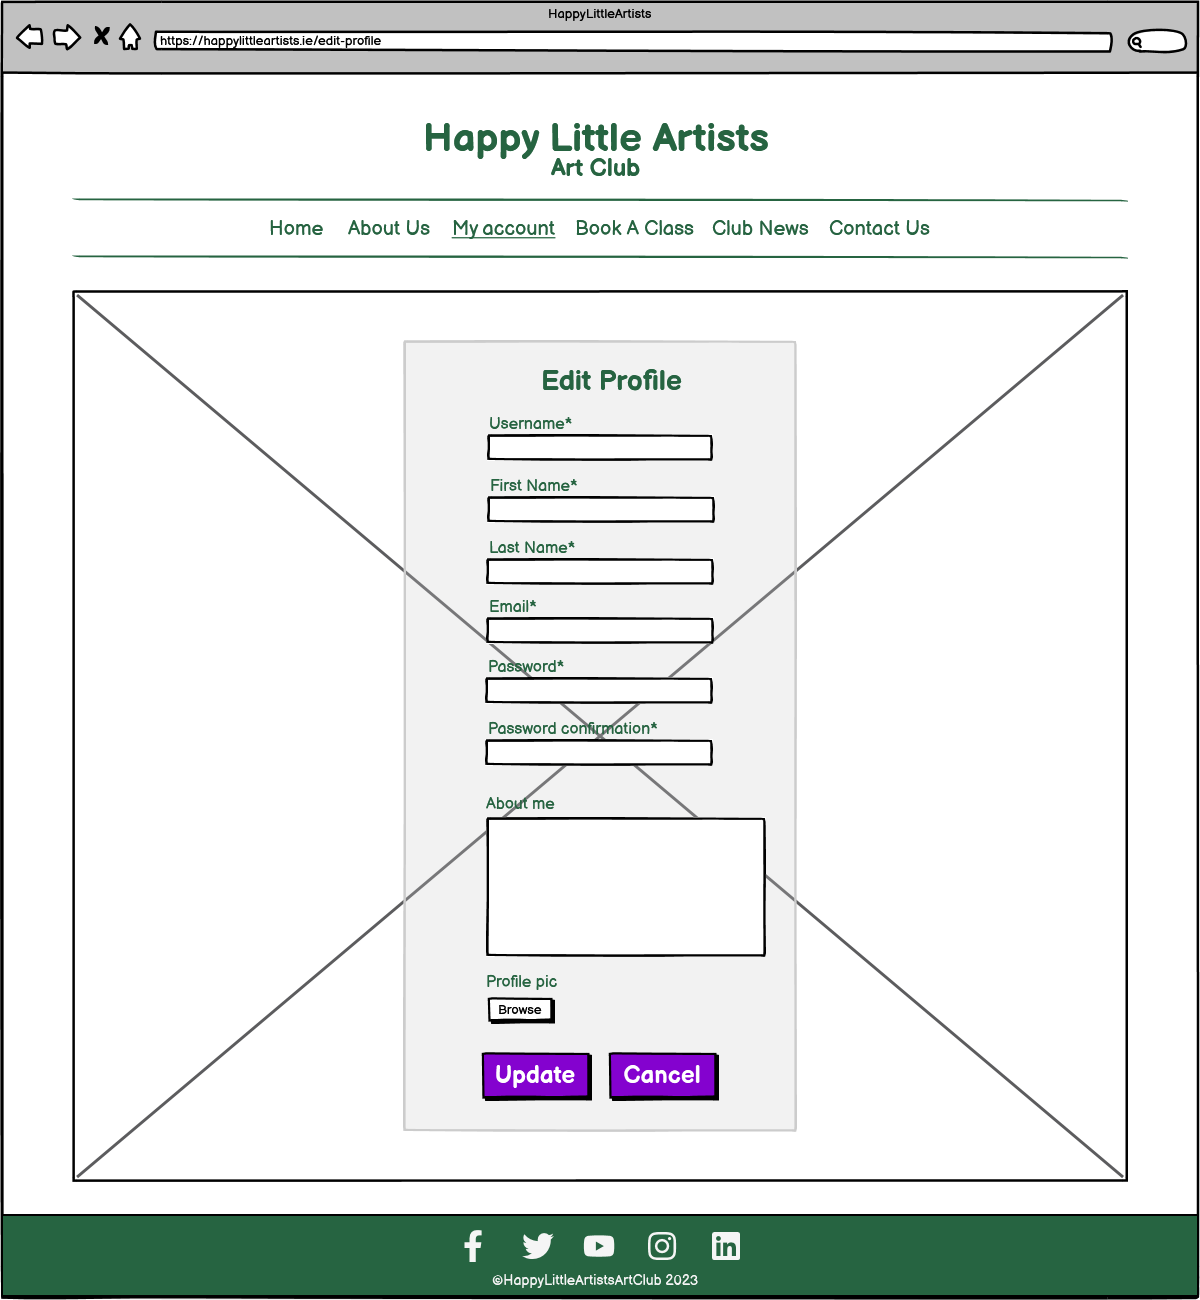 HappyLittleArtists
https://happylittleartists.ie/edit-profile
Happy Little Artists
Art Club
Home About Us My account Book A Class Club News Contact Us
Edit Profile
Username*
First Name*
Last Name*
Email*
Password*
Password confirmation*
About me
Profile pic
Browse
Update Cancel
©HappyLittleArtistsArtClub 2023